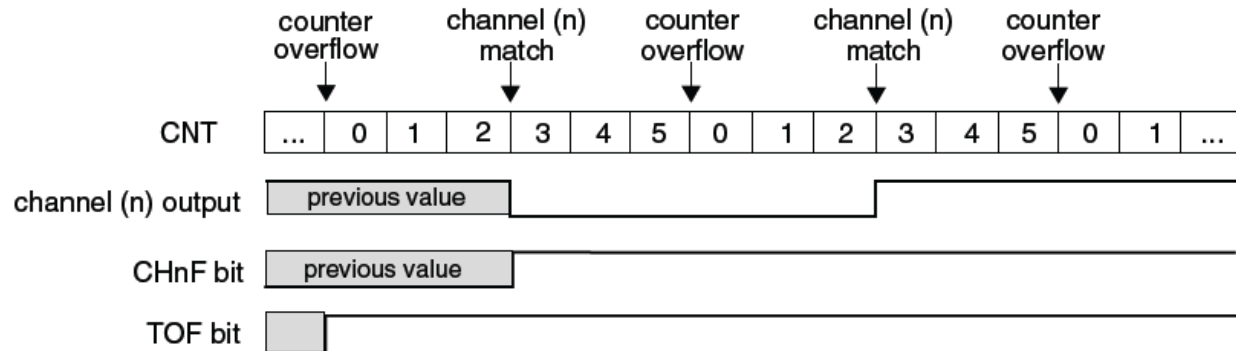 counter overflow channel (n) match counter overflow channel (n) match counter overflow
CNT ... 0 1 2 3 4 5 0 1 2 3 4 5 0 1 ...
channel (n) output previous value
CHnF bit previous value
TOF bit